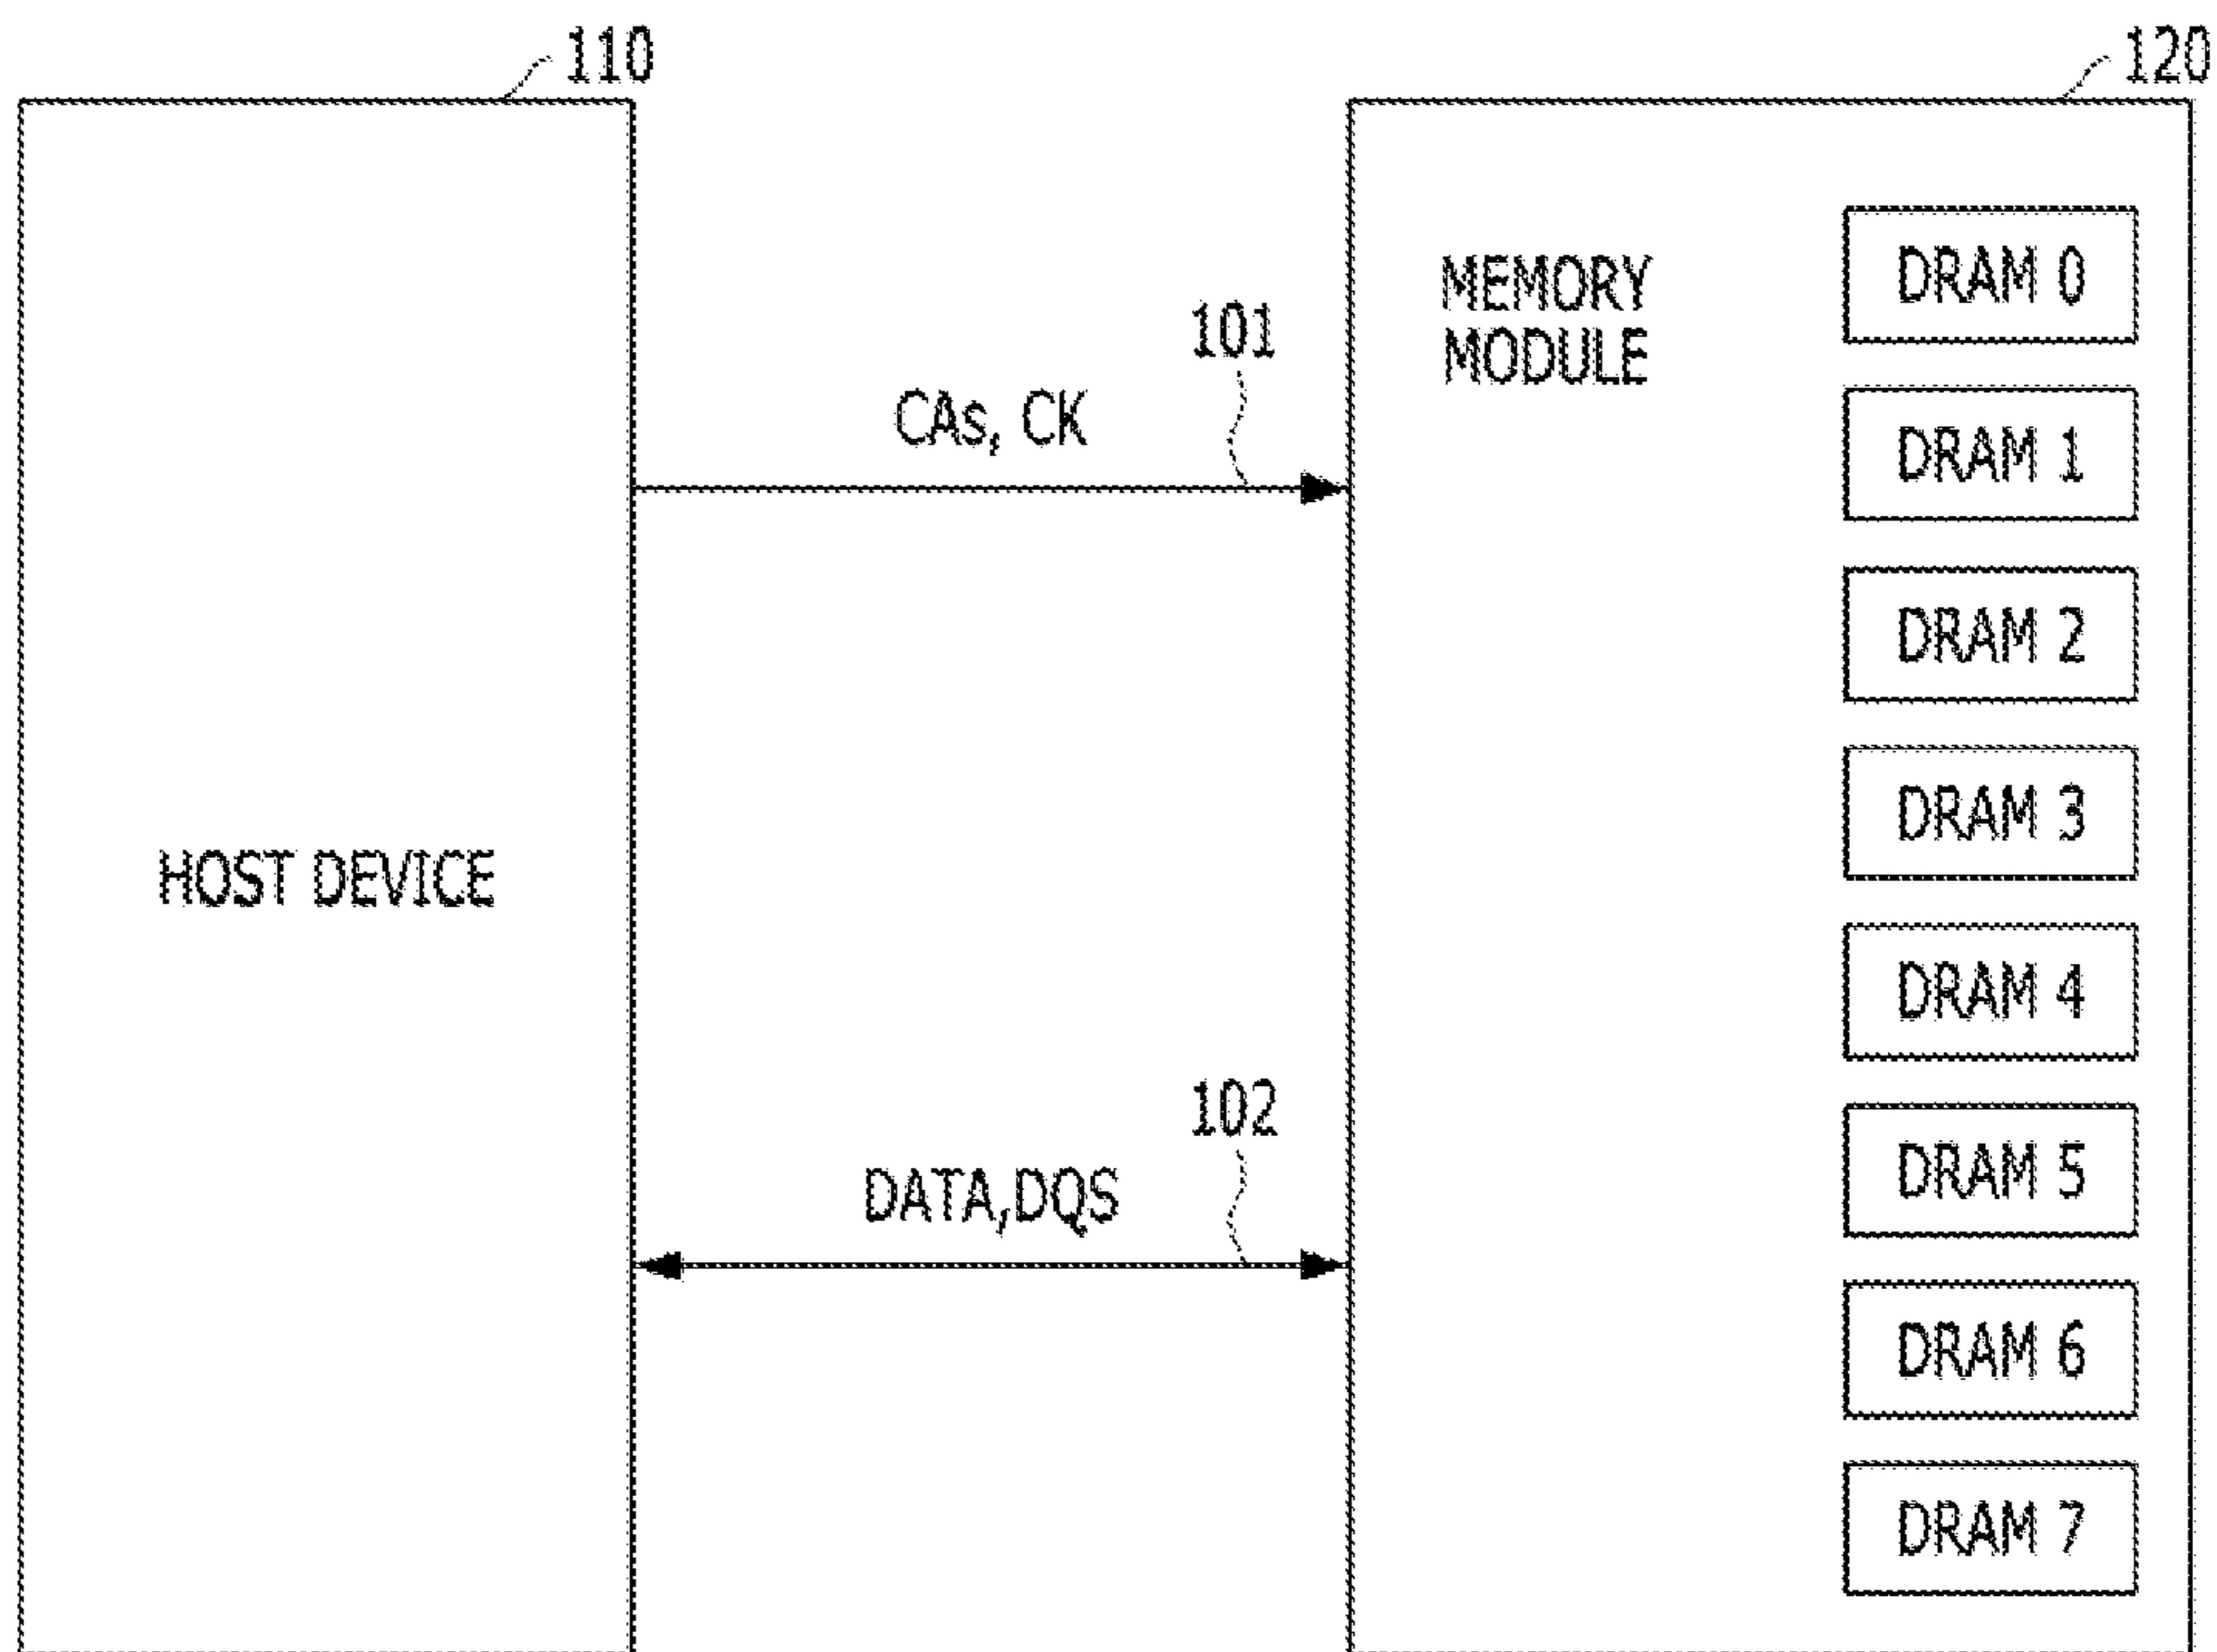 110
120
HOST DEVICE
CAs, CK
101
DATA,DQS
102
MEMORY
MODULE
DRAM 0
DRAM 1
DRAM 2
DRAM 3
DRAM 4
DRAM 5
DRAM 6
DRAM 7